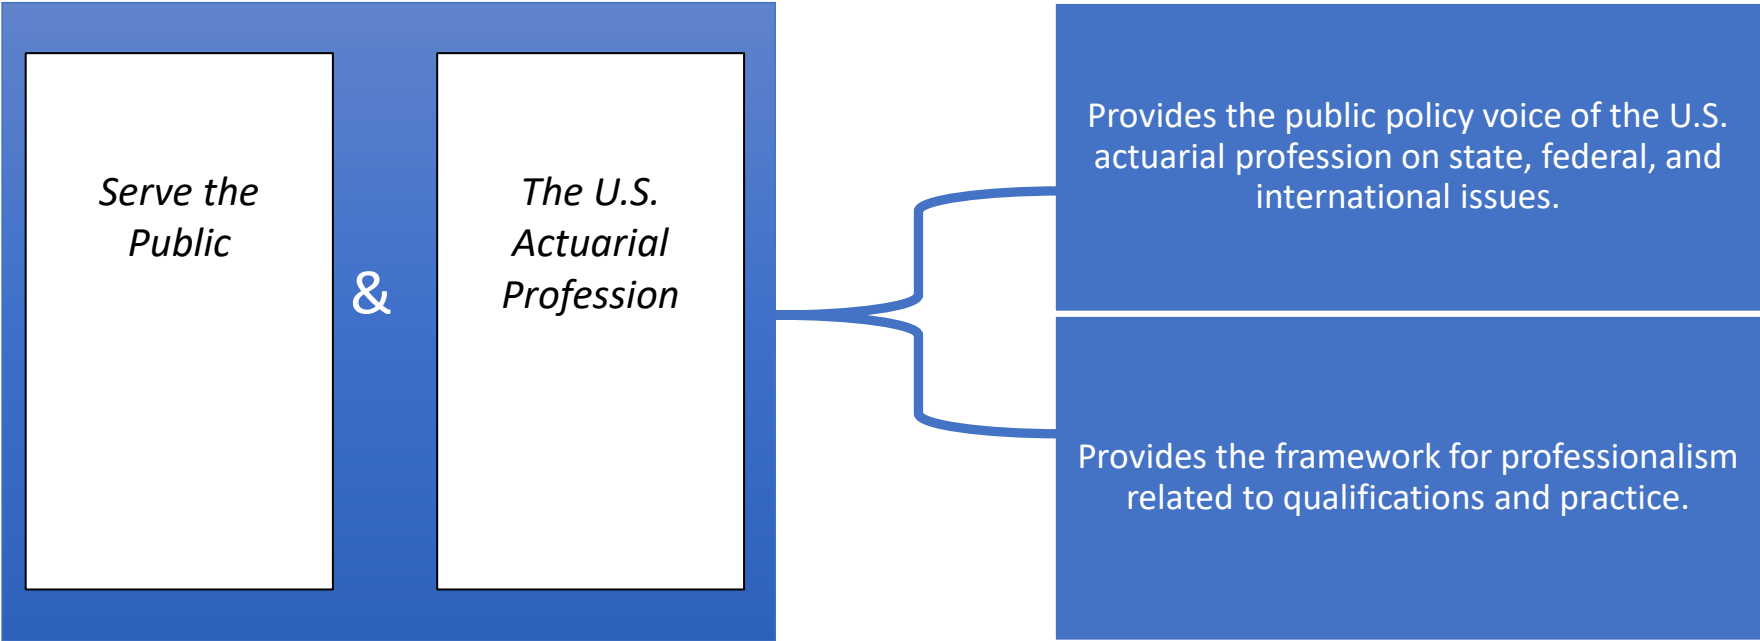 Serve the
Public
&
The U.S.
Actuarial
Profession
Provides the public policy voice of the U.S.
actuarial profession on state, federal, and
international issues.
Provides the framework for professionalism
related to qualifications and practice.